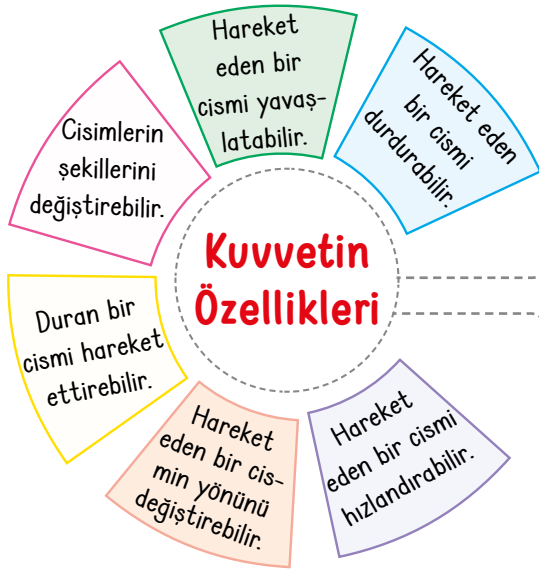 Hareket
eden bir
cismi yavaş-
latabilir.
Hareket eden
bir cismi
durdurabilir.
Cisimlerin
şekillerini
değiştirebilir.
Kuvvetin
Özellikleri
Duran bir
cismi hareket
ettirebilir.
Hareket
eden bir cis-
min yönünü
değiştirebilir.
Hareket
eden bir cismi
hızlandırabilir.